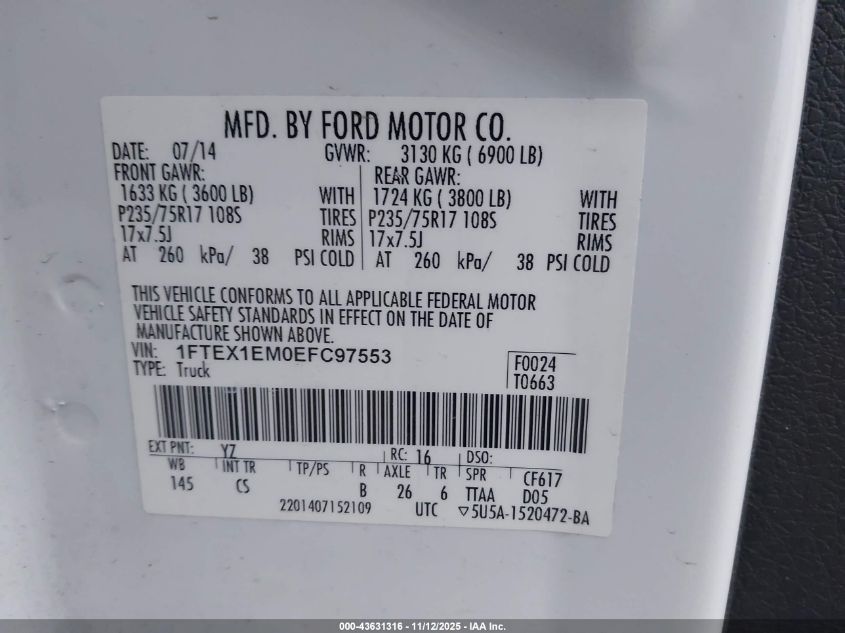 MFD. BY FORD MOTOR CO.
DATE: 07/14 GVWR: 3130 KG ( 6900 LB)
FRONT GAWR: REAR GAWR:
1633 KG ( 3600 LB) WITH 1724 KG ( 3800 LB) WITH
P235/75R17 108S TIRES P235/75R17 108S TIRES
17x7.5J RIMS 17x7.5J RIMS
AT 260 kPa/ 38 PSI COLD AT 260 kPa/ 38 PSI COLD
THIS VEHICLE CONFORMS TO ALL APPLICABLE FEDERAL MOTOR
VEHICLE SAFETY STANDARDS IN EFFECT ON THE DATE OF
MANUFACTURE SHOWN ABOVE.
VIN: 1FTEX1EM0EFC97553 F0024
TYPE: Truck T0663
EXT PNT: YZ RC: 16 DSO:
WB INT TR TP/PS R AXLE TR SPR CF617
145 CS B 26 6 TTAA D05
2201407152109 UTC ▽5U5A-1520472-BA
000-43631316 - 11/12/2025 - IAA Inc.